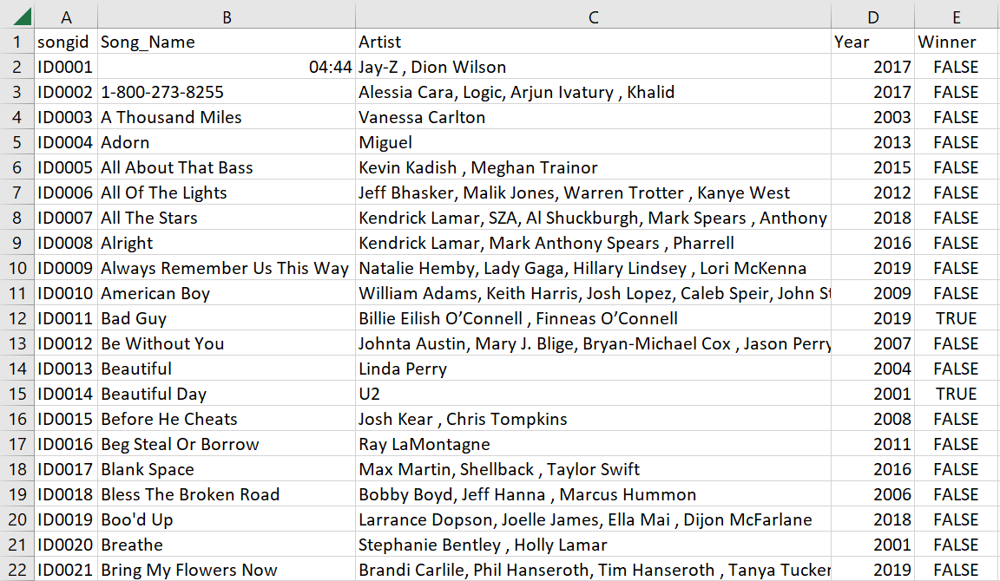 A B C D E
1 songid Song_Name Artist Year Winner
2 ID0001 04:44 Jay-Z , Dion Wilson 2017 FALSE
3 ID0002 1-800-273-8255 Alessia Cara, Logic, Arjun Ivatury , Khalid 2017 FALSE
4 ID0003 A Thousand Miles Vanessa Carlton 2003 FALSE
5 ID0004 Adorn Miguel 2013 FALSE
6 ID0005 All About That Bass Kevin Kadish , Meghan Trainor 2015 FALSE
7 ID0006 All Of The Lights Jeff Bhasker, Malik Jones, Warren Trotter , Kanye West 2012 FALSE
8 ID0007 All The Stars Kendrick Lamar, SZA, Al Shuckburgh, Mark Spears , Anthony 2018 FALSE
9 ID0008 Alright Kendrick Lamar, Mark Anthony Spears , Pharrell 2016 FALSE
10 ID0009 Always Remember Us This Way Natalie Hemby, Lady Gaga, Hillary Lindsey , Lori McKenna 2019 FALSE
11 ID0010 American Boy William Adams, Keith Harris, Josh Lopez, Caleb Speir, John 2009 FALSE
12 ID0011 Bad Guy Billie Eilish O’Connell , Finneas O’Connell 2019 TRUE
13 ID0012 Be Without You Johnta Austin, Mary J. Blige, Bryan-Michael Cox , Jason Perry 2007 FALSE
14 ID0013 Beautiful Linda Perry 2004 FALSE
15 ID0014 Beautiful Day U2 2001 TRUE
16 ID0015 Before He Cheats Josh Kear , Chris Tompkins 2008 FALSE
17 ID0016 Beg Steal Or Borrow Ray LaMontagne 2011 FALSE
18 ID0017 Blank Space Max Martin, Shellback , Taylor Swift 2016 FALSE
19 ID0018 Bless The Broken Road Bobby Boyd, Jeff Hanna , Marcus Hummon 2006 FALSE
20 ID0019 Boo'd Up Larrance Dopson, Joelle James, Ella Mai , Dijon McFarlane 2018 FALSE
21 ID0020 Breathe Stephanie Bentley , Holly Lamar 2001 FALSE
22 ID0021 Bring My Flowers Now Brandi Carlile, Phil Hanseroth, Tim Hanseroth , Tanya Tucker 2019 FALSE